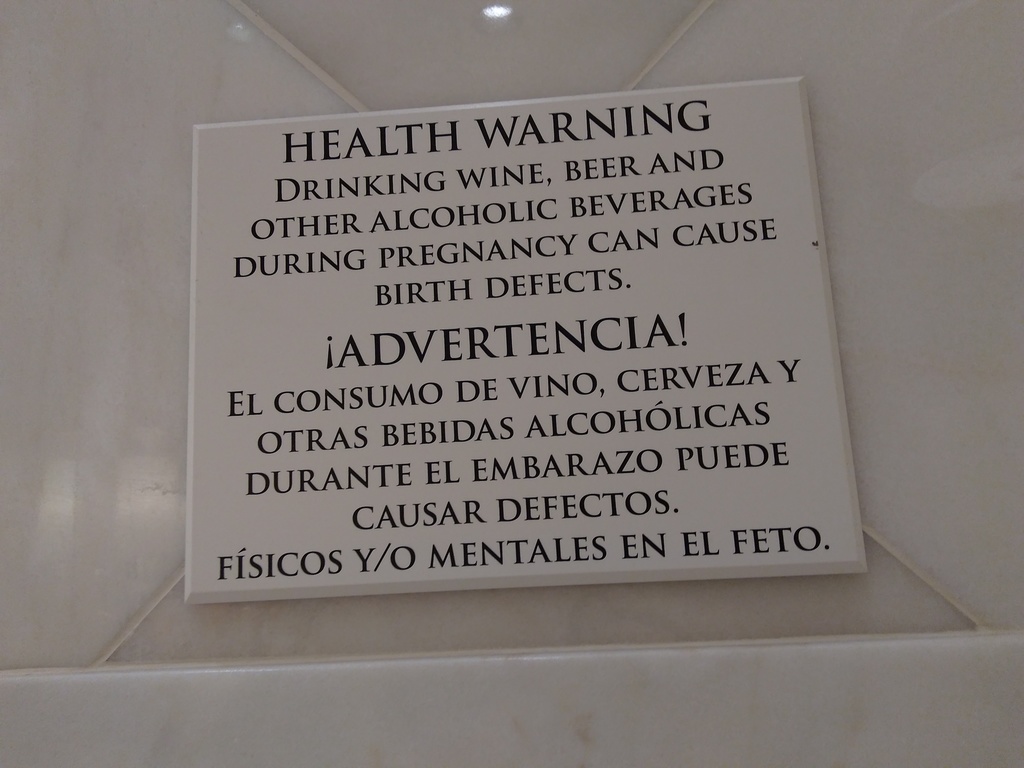 HEALTH WARNING
DRINKING WINE, BEER AND
OTHER ALCOHOLIC BEVERAGES
DURING PREGNANCY CAN CAUSE
BIRTH DEFECTS.
¡ADVERTENCIA!
EL CONSUMO DE VINO, CERVEZA Y
OTRAS BEBIDAS ALCOHÓLICAS
DURANTE EL EMBARAZO PUEDE
CAUSAR DEFECTOS.
FÍSICOS Y/O MENTALES EN EL FETO.